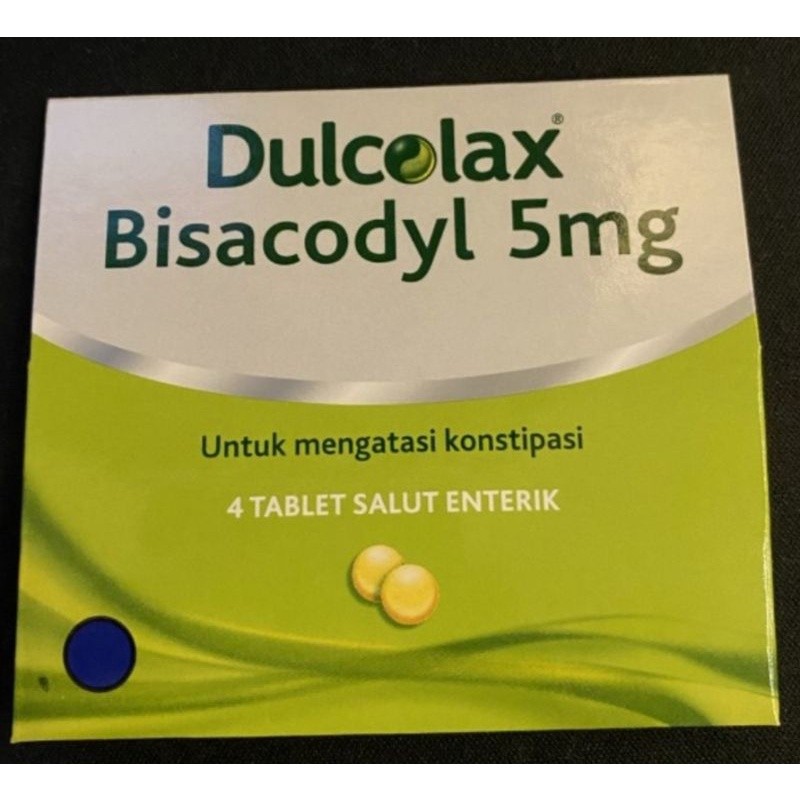 Dulcolax®
Bisacodyl 5mg
Untuk mengatasi konstipasi
4 TABLET SALUT ENTERIK